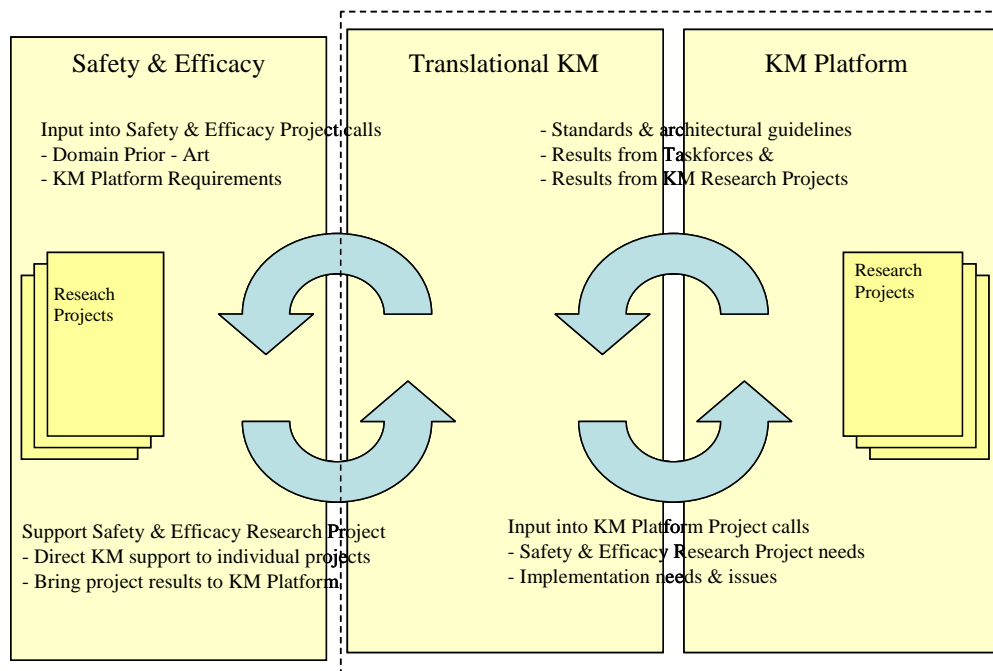 Safety & Efficacy
Translational KM
KM Platform
Input into Safety & Efficacy Project calls
- Domain Prior - Art
- KM Platform Requirements
- Standards & architectural guidelines
- Results from Taskforces &
- Results from KM Research Projects
Reseach
Projects
Research
Projects
Support Safety & Efficacy Research Project
- Direct KM support to individual projects
- Bring project results to KM Platform
Input into KM Platform Project calls
- Safety & Efficacy Research Project needs
- Implementation needs & issues